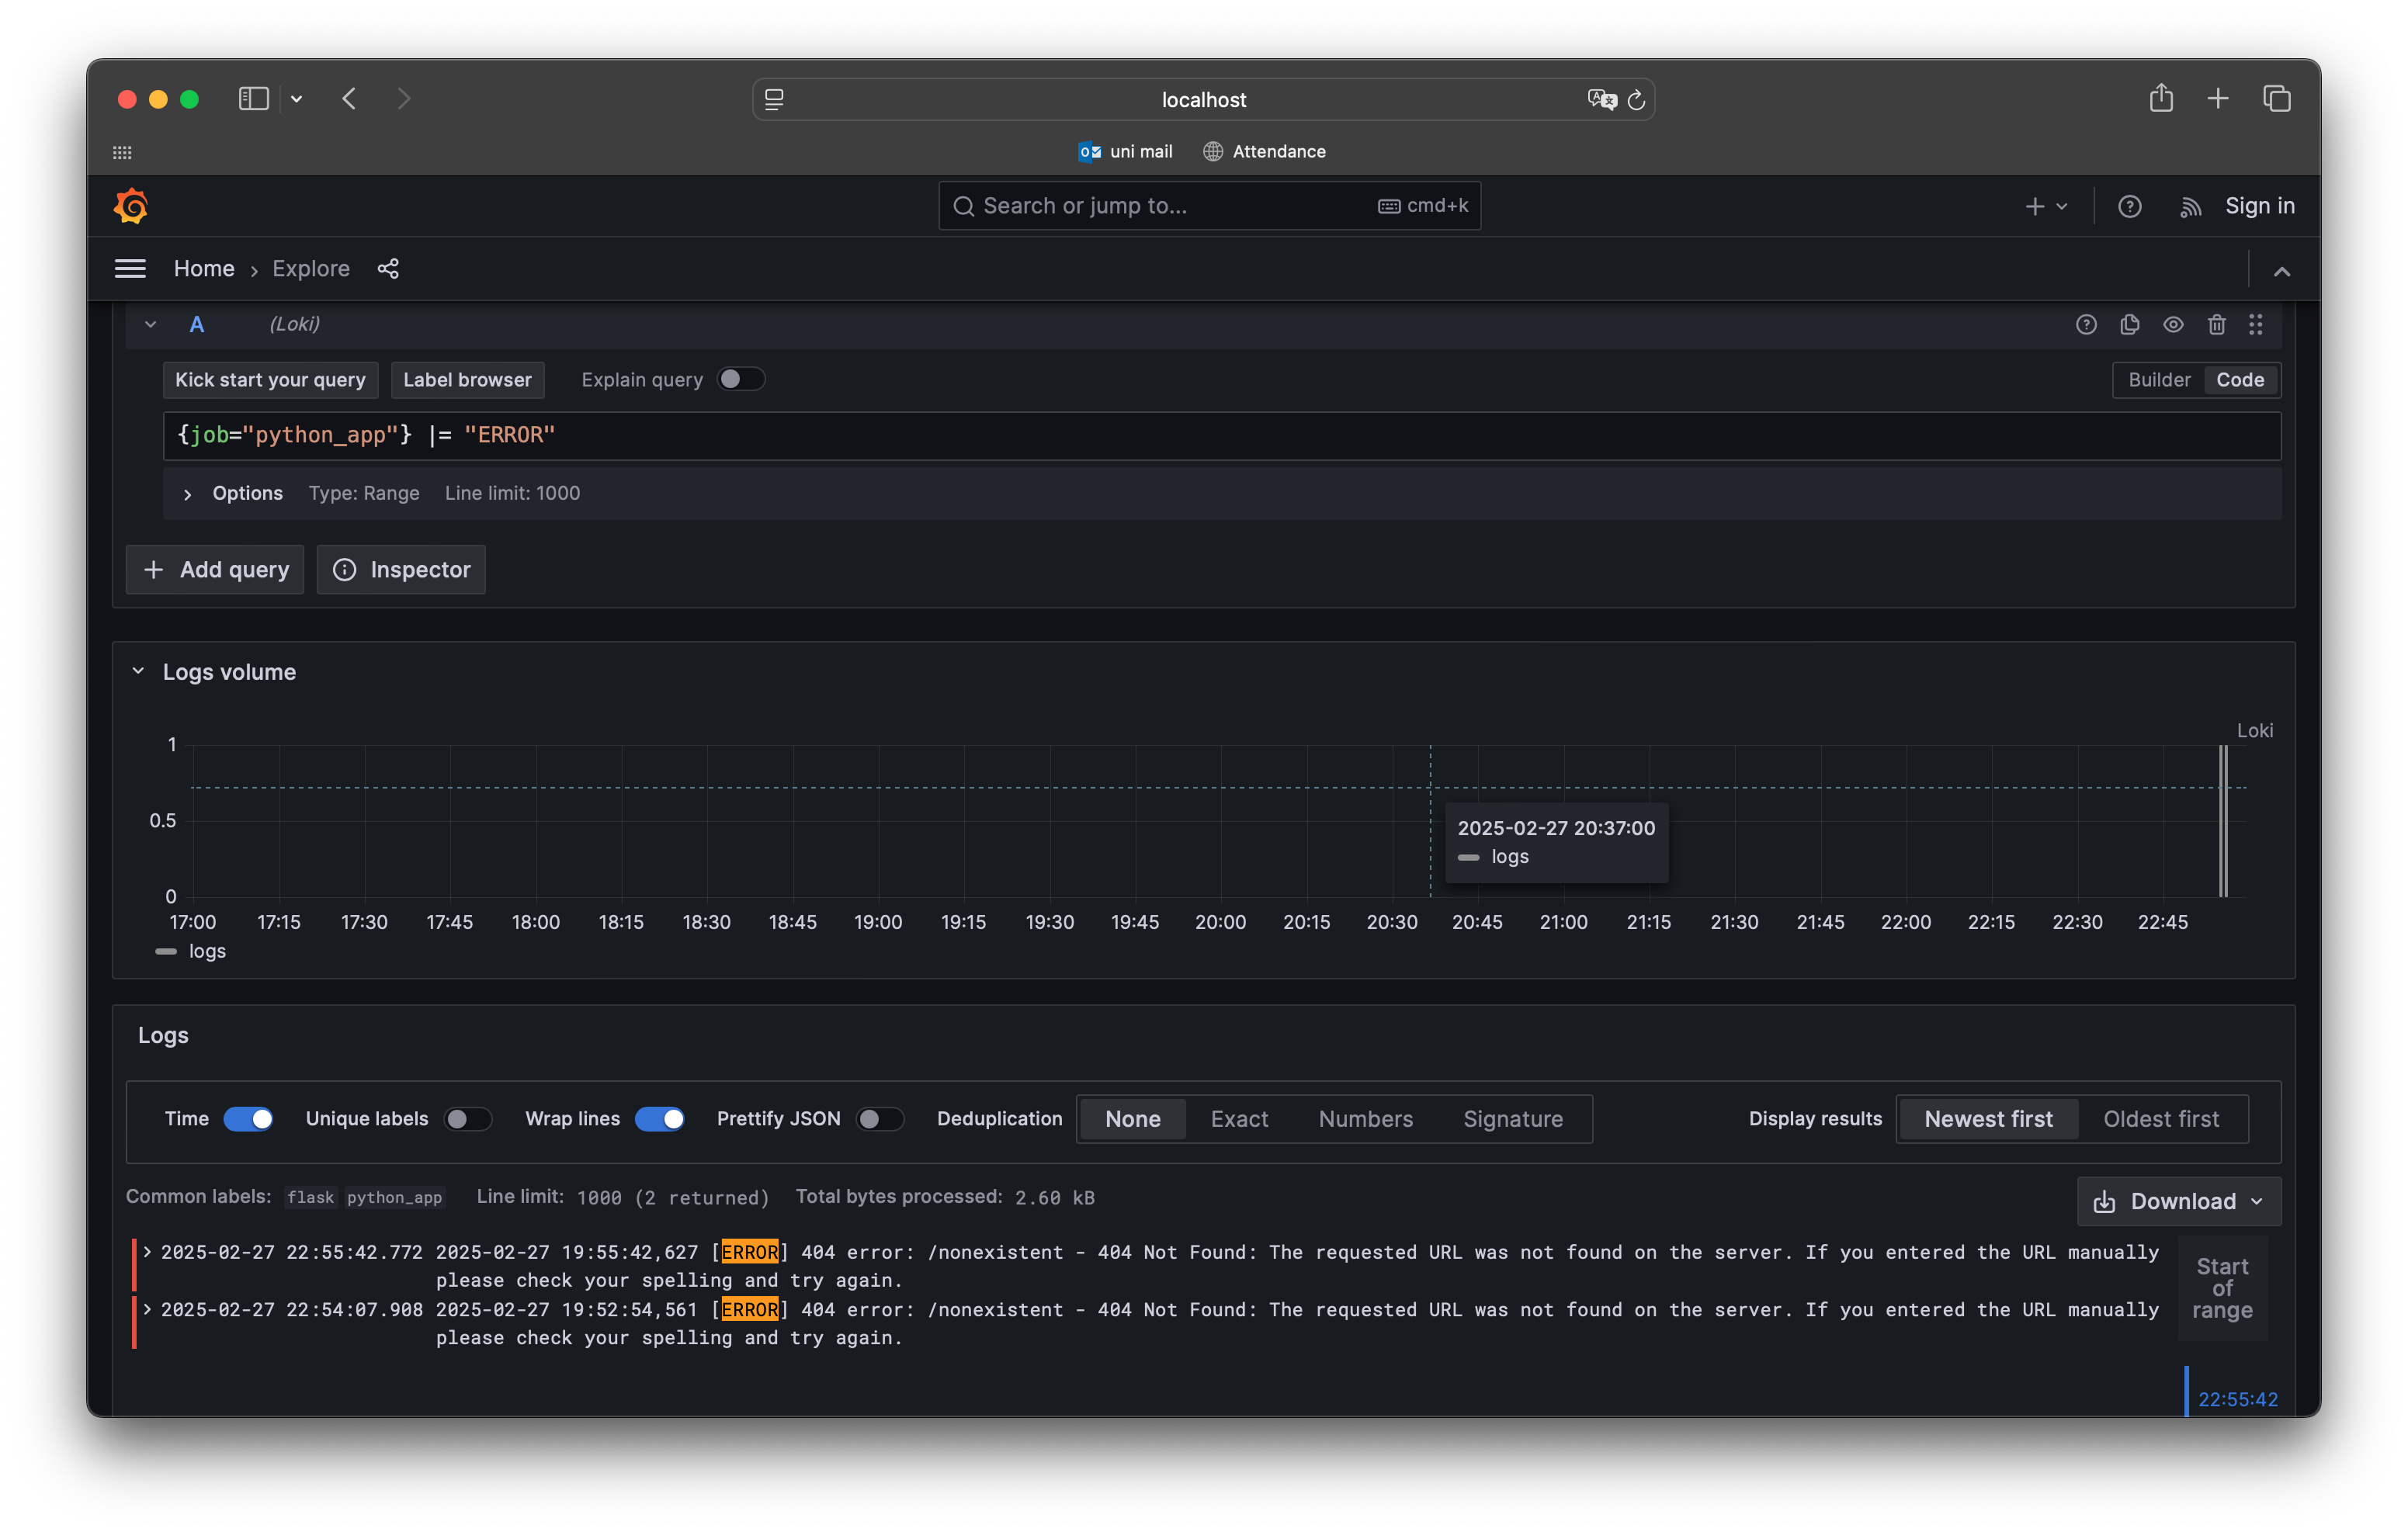 localhost
uni mail Attendance
Search or jump to... cmd+k Sign in
Home › Explore
A (Loki)
Kick start your query Label browser Explain query Builder Code
{job="python_app"} |= "ERROR"
Options Type: Range Line limit: 1000
+ Add query Inspector
Logs volume
Loki
1
0.5
0
2025-02-27 20:37:00
logs
17:00 17:15 17:30 17:45 18:00 18:15 18:30 18:45 19:00 19:15 19:30 19:45 20:00 20:15 20:30 20:45 21:00 21:15 21:30 21:45 22:00 22:15 22:30 22:45
logs
Logs
Time Unique labels Wrap lines Prettify JSON Deduplication None Exact Numbers Signature Display results Newest first Oldest first
Common labels: flask python_app Line limit: 1000 (2 returned) Total bytes processed: 2.60 kB Download
2025-02-27 22:55:42.772 2025-02-27 19:55:42,627 [ERROR] 404 error: /nonexistent - 404 Not Found: The requested URL was not found on the server. If you entered the URL manually
please check your spelling and try again.
2025-02-27 22:54:07.908 2025-02-27 19:52:54,561 [ERROR] 404 error: /nonexistent - 404 Not Found: The requested URL was not found on the server. If you entered the URL manually
please check your spelling and try again.
Start
of
range
22:55:42